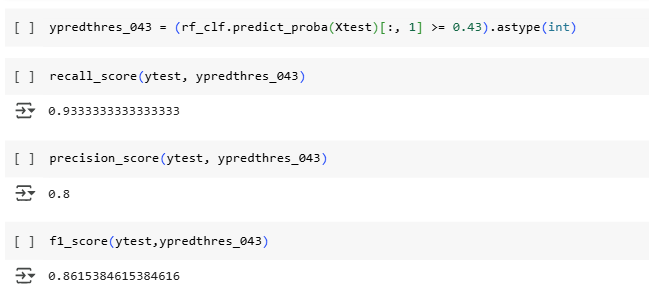 [ ] ypredthres_043 = (rf_clf.predict_proba(Xtest)[:, 1] >= 0.43).astype(int)
[ ] recall_score(ytest, ypredthres_043)
0.9333333333333333
[ ] precision_score(ytest, ypredthres_043)
0.8
[ ] f1_score(ytest,ypredthres_043)
0.8615384615384616